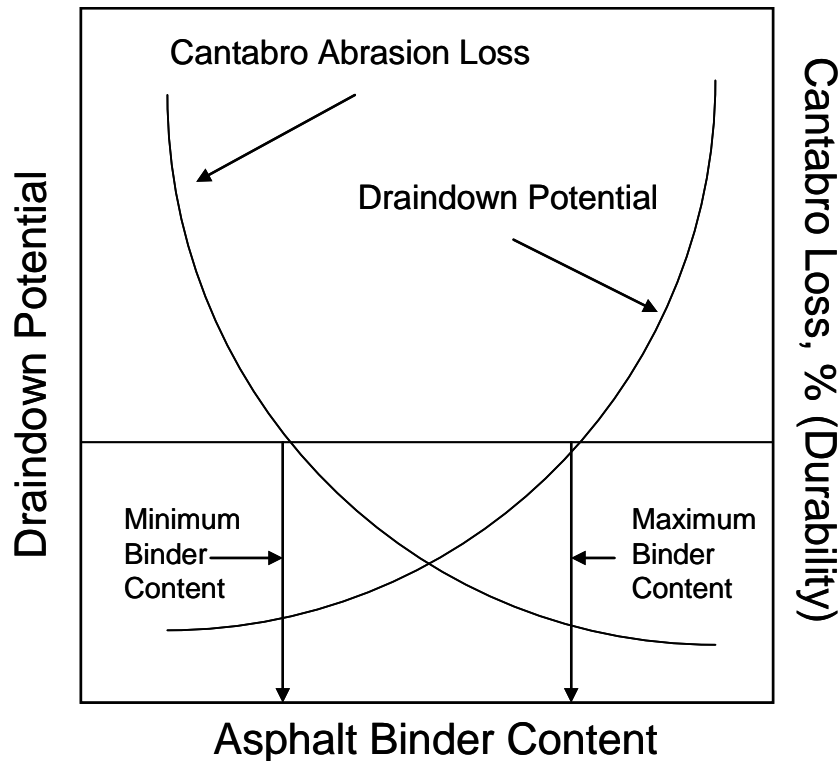 Cantabro Abrasion Loss
Draindown Potential
Draindown Potential
Cantabro Loss, % (Durability)
Minimum
Binder
Content
Maximum
Binder
Content
Asphalt Binder Content